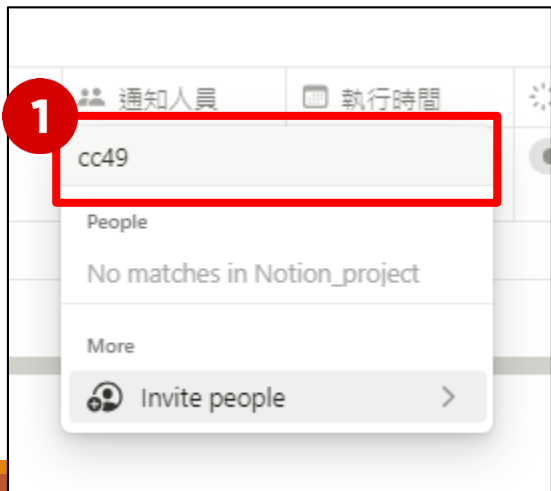 通知人員 執行時間
1
cc49
People
No matches in Notion_project
More
Invite people